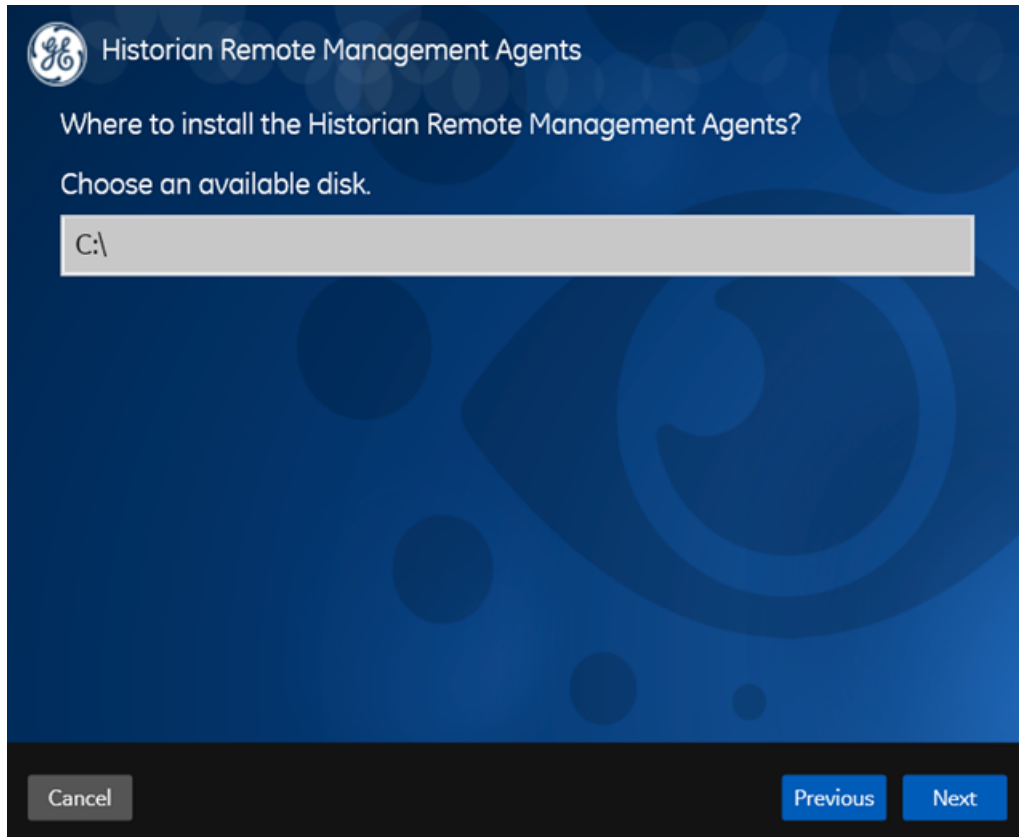 GE
Historian Remote Management Agents
Where to install the Historian Remote Management Agents?
Choose an available disk.
C:\
Cancel
Previous
Next